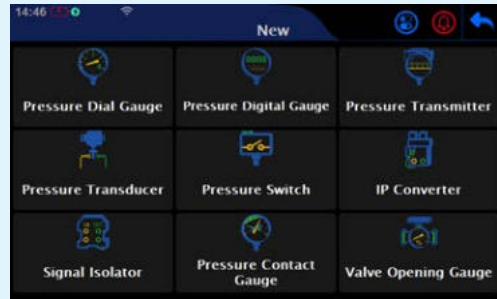 14:46
New
Pressure Dial Gauge
Pressure Digital Gauge
Pressure Transmitter
Pressure Transducer
Pressure Switch
IP Converter
Signal Isolator
Pressure Contact
Gauge
Valve Opening Gauge